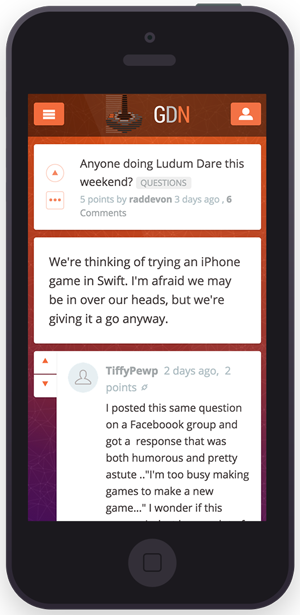 GDN
Anyone doing Ludum Dare this
weekend? QUESTIONS
5 points by raddevon 3 days ago , 6
Comments
We're thinking of trying an iPhone
game in Swift. I'm afraid we may
be in over our heads, but we're
giving it a go anyway.
TiffyPewp 2 days ago, 2
points
I posted this same question
on a Faceboook group and
got a response that was
both humorous and pretty
astute .."I'm too busy making
games to make a new
game..." I wonder if this